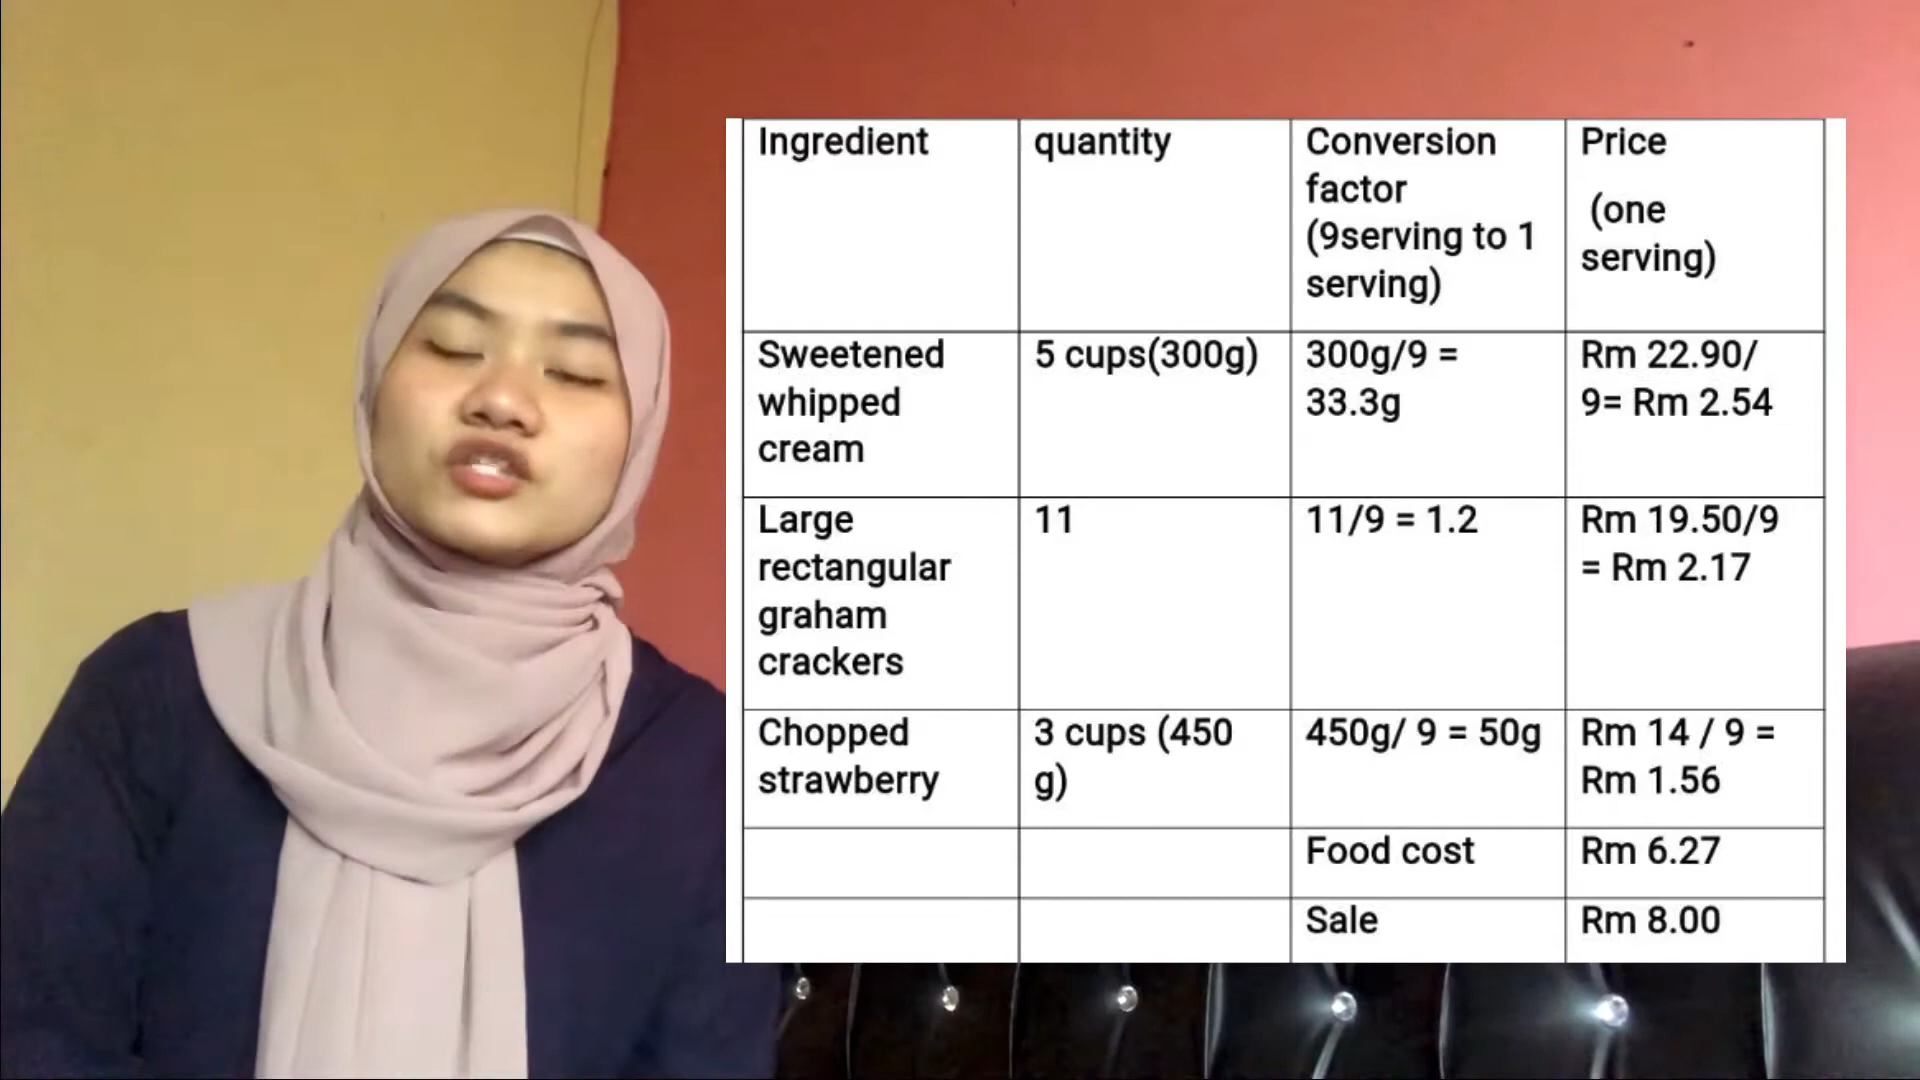 Ingredient
quantity
Conversion
factor
(9serving to 1
serving)
Price
(one
serving)
Sweetened
whipped
cream
5 cups(300g)
300g/9 =
33.3g
Rm 22.90/
9= Rm 2.54
Large
rectangular
graham
crackers
11
11/9 = 1.2
Rm 19.50/9
= Rm 2.17
Chopped
strawberry
3 cups (450
g)
450g/ 9 = 50g
Rm 14 / 9 =
Rm 1.56
Food cost
Rm 6.27
Sale
Rm 8.00